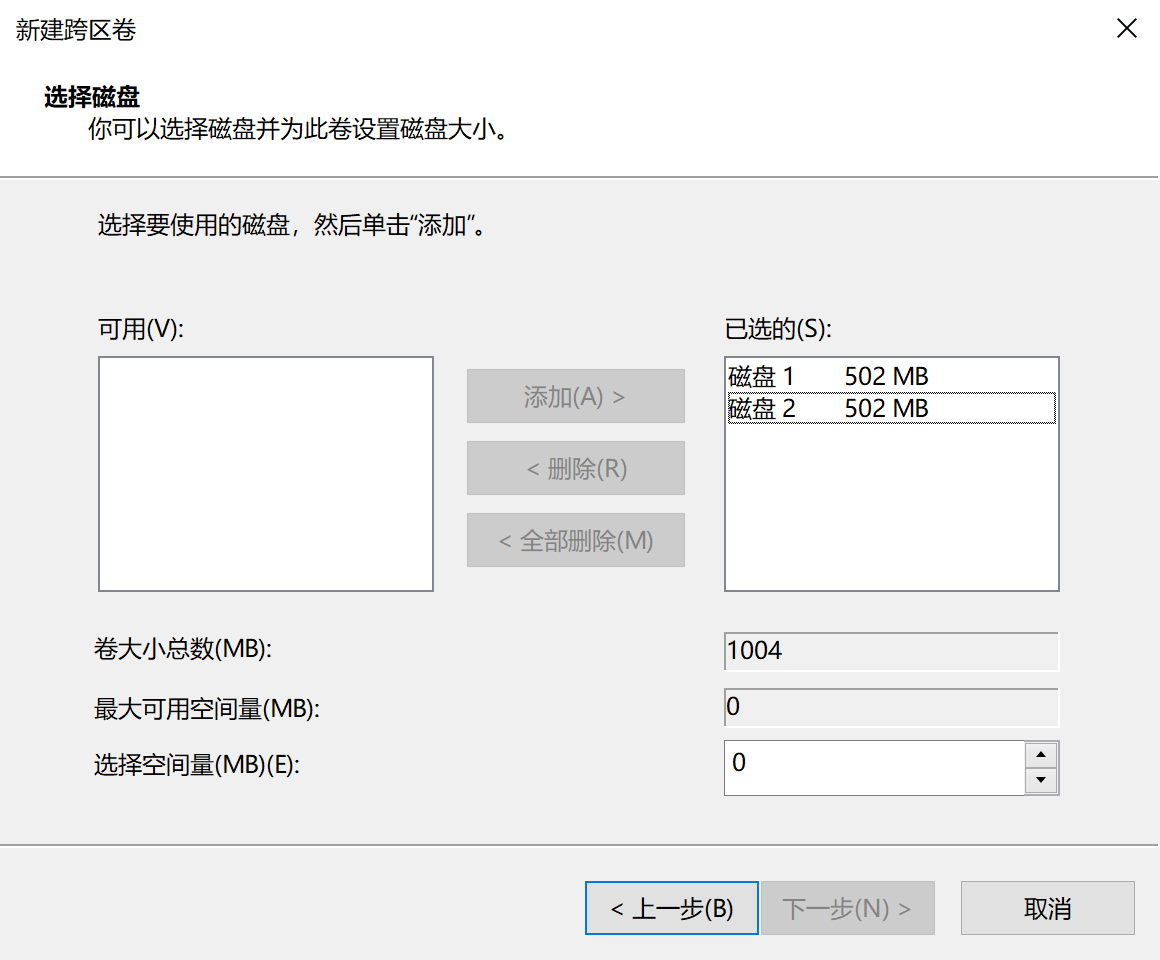 新建跨区卷
选择磁盘
你可以选择磁盘并为此卷设置磁盘大小。
选择要使用的磁盘，然后单击“添加”。
可用(V):
已选的(S):
磁盘 1 502 MB
磁盘 2 502 MB
添加(A) >
< 删除(R)
< 全部删除(M)
卷大小总数(MB):
1004
最大可用空间量(MB):
0
选择空间量(MB)(E):
0
< 上一步(B)
下一步(N) >
取消